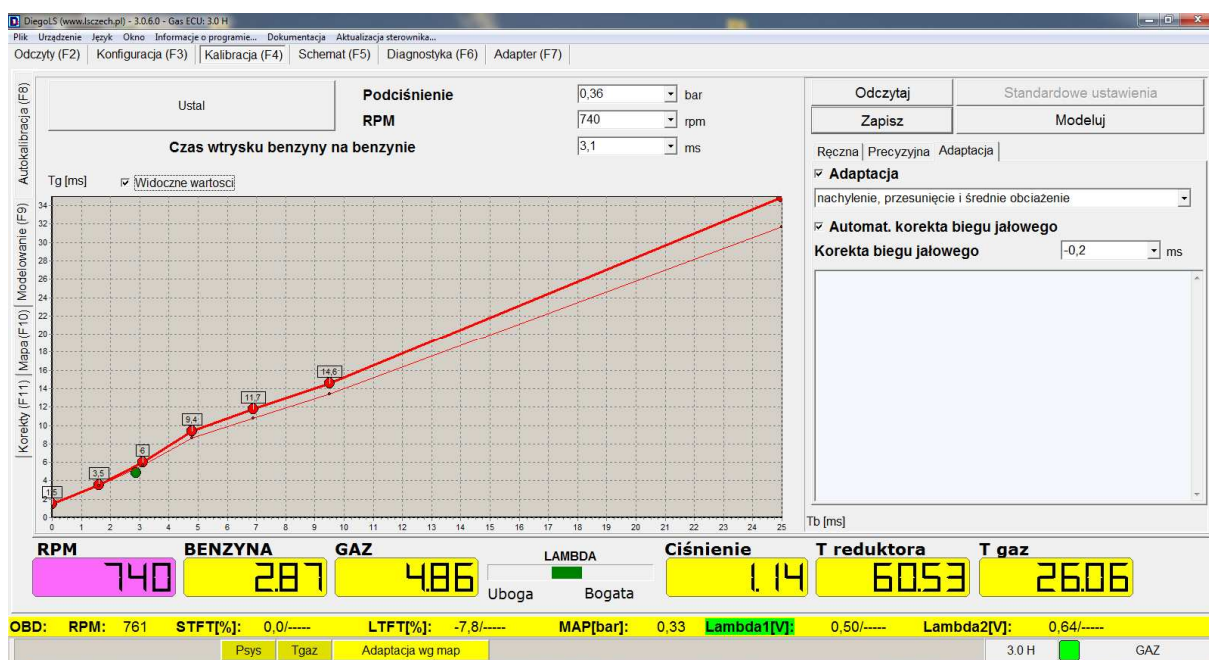 DiegoLS (www.lsczech.pl) - 3.0.6.0 - Gas ECU: 3.0 H
Plik Urządzenie Język Okno Informacje o programie... Dokumentacja Aktualizacja sterownika...
Odczyty (F2) Konfiguracja (F3) Kalibracja (F4) Schemat (F5) Diagnostyka (F6) Adapter (F7)
Autokalibracja (F8)
Modelowanie (F9)
Mapa (F10)
Korekty (F11)
Ustal
Podciśnienie 0,36 bar
RPM 740 rpm
Czas wtrysku benzyny na benzynie 3,1 ms
Tg [ms] Widoczne wartosci
34
32
30
28
26
24
22
20
18
16
14
12
10
8
6
4
2
0
1,5 3,5 6 9,4 11,7 14,6
0 1 2 3 4 5 6 7 8 9 10 11 12 13 14 15 16 17 18 19 20 21 22 23 24 25
Tb [ms]
Odczytaj Standardowe ustawienia
Zapisz Modeluj
Ręczna Precyzyjna Adaptacja
Adaptacja
nachylenie, przesunięcie i średnie obciażenie
Automat. korekta biegu jałowego
Korekta biegu jałowego -0,2 ms
RPM BENZYNA GAZ LAMBDA Ciśnienie T reduktora T gaz
740 2.87 4.86 1.14 60.53 26.06
Uboga Bogata
OBD: RPM: 761 STFT[%]: 0,0/----- LTFT[%]: -7,8/----- MAP[bar]: 0,33 Lambda1[V]: 0,50/----- Lambda2[V]: 0,64/-----
Psys Tgaz Adaptacja wg map 3.0 H GAZ